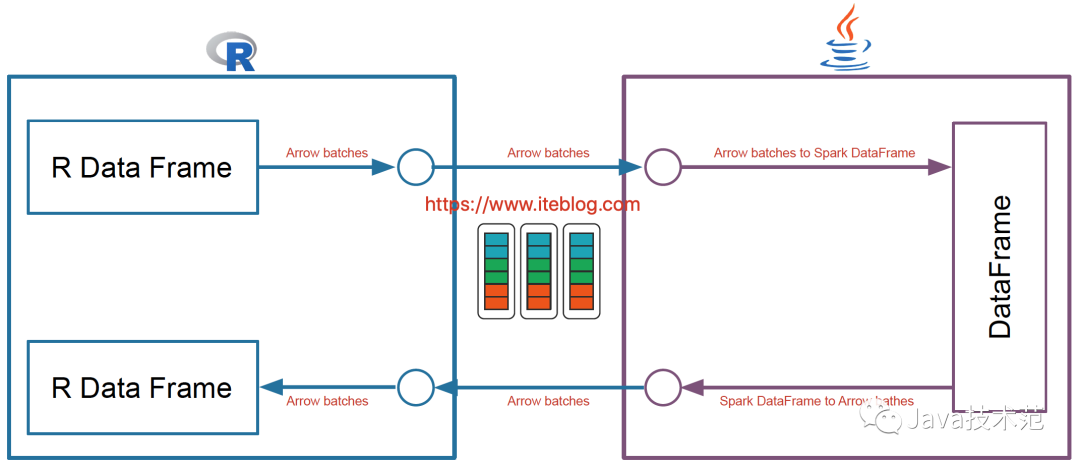 R
R Data Frame
Arrow batches
Arrow batches
Arrow batches to Spark DataFrame
https://www.iteblog.com
DataFrame
R Data Frame
Arrow batches
Arrow batches
Spark DataFrame to Arrow bathes
Java技术范